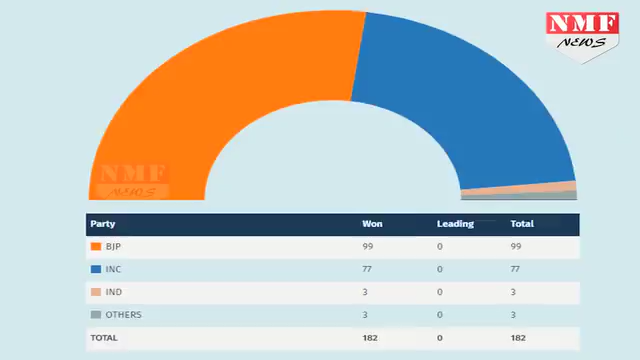 NMF
NEWS
NMF
NEWS
Party Won Leading Total
BJP 99 0 99
INC 77 0 77
IND 3 0 3
OTHERS 3 0 3
TOTAL 182 0 182